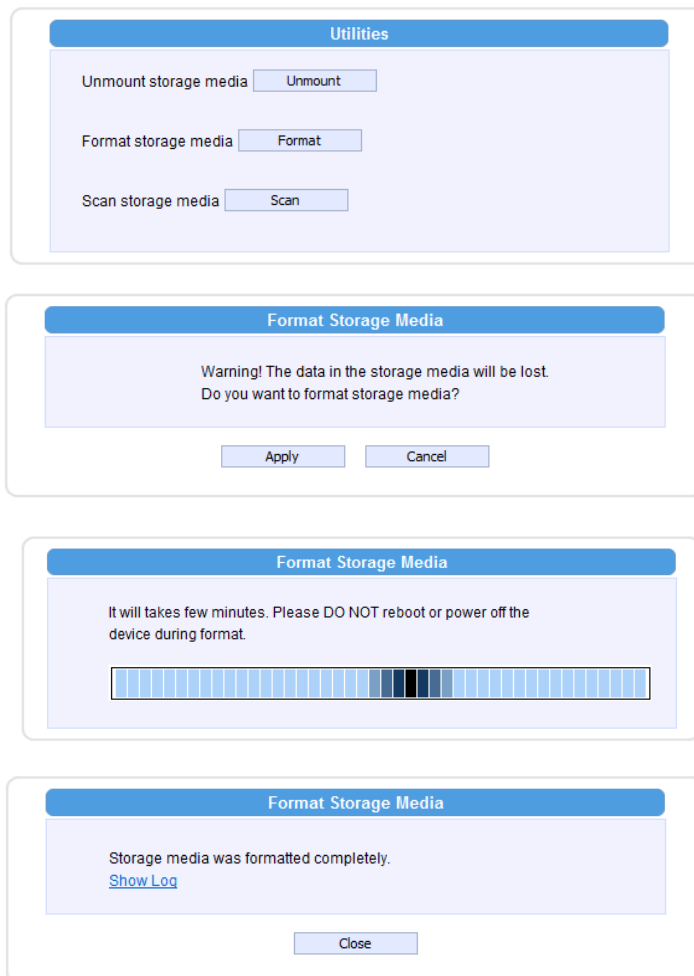 Utilities
Unmount storage media Unmount
Format storage media Format
Scan storage media Scan
Format Storage Media
Warning! The data in the storage media will be lost.
Do you want to format storage media?
Apply Cancel
Format Storage Media
It will takes few minutes. Please DO NOT reboot or power off the
device during format.
Format Storage Media
Storage media was formatted completely.
Show Log
Close